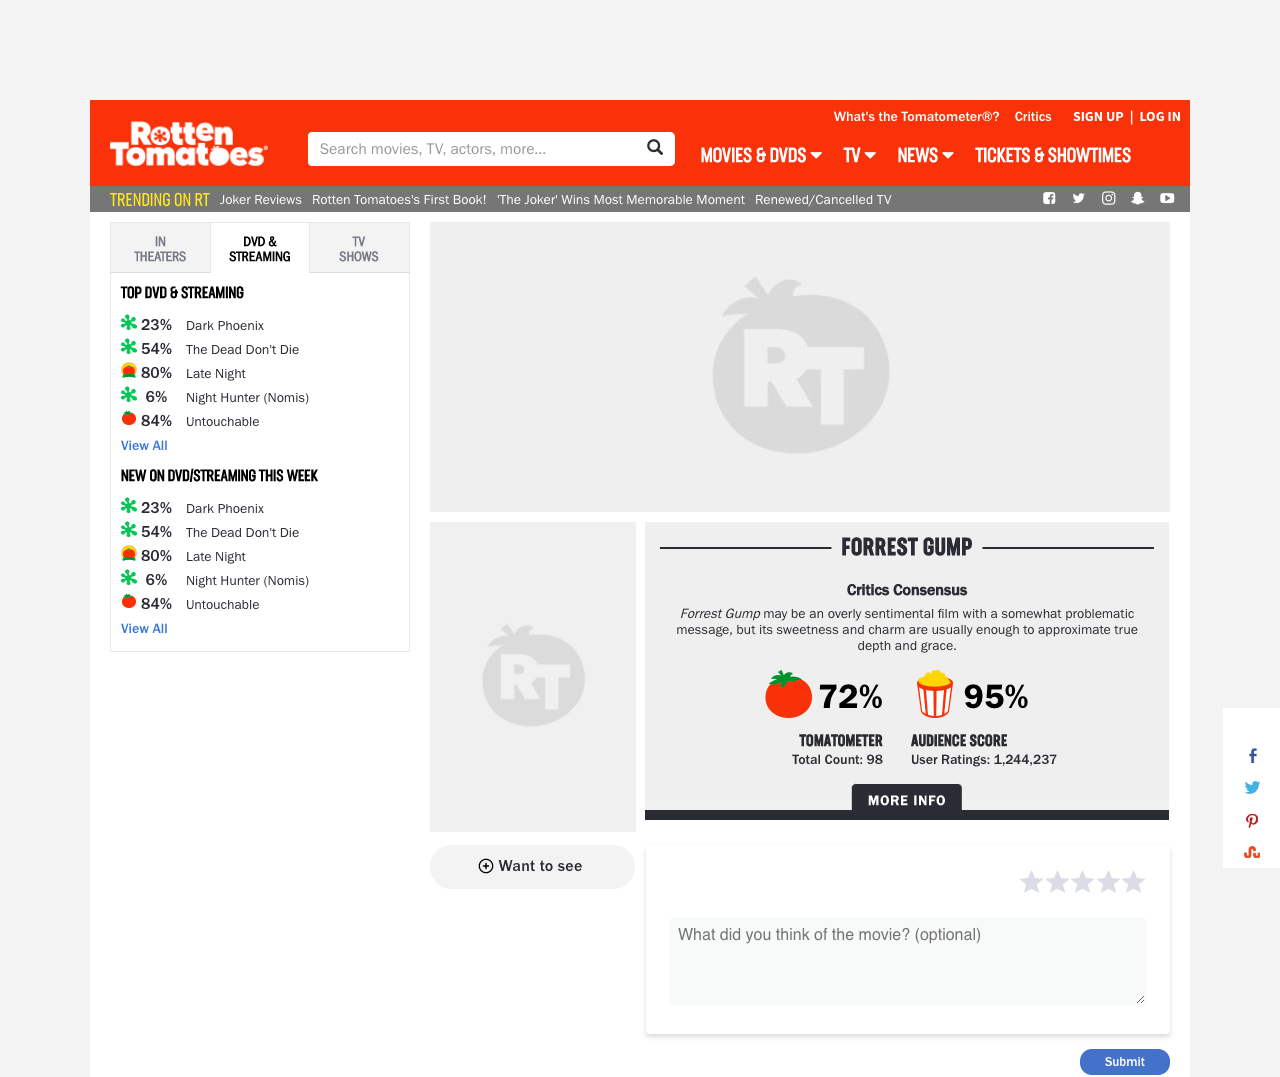 What's the Tomatometer®? Critics SIGN UP | LOG IN
Rotten
Tomatoes®
Search movies, TV, actors, more...
MOVIES & DVDS TV NEWS TICKETS & SHOWTIMES
TRENDING ON RT Joker Reviews Rotten Tomatoes's First Book! 'The Joker' Wins Most Memorable Moment Renewed/Cancelled TV
IN
THEATERS
DVD &
STREAMING
TV
SHOWS
TOP DVD & STREAMING
23% Dark Phoenix
54% The Dead Don't Die
80% Late Night
6% Night Hunter (Nomis)
84% Untouchable
View All
NEW ON DVD/STREAMING THIS WEEK
23% Dark Phoenix
54% The Dead Don't Die
80% Late Night
6% Night Hunter (Nomis)
84% Untouchable
View All
RT
RT
FORREST GUMP
Critics Consensus
Forrest Gump may be an overly sentimental film with a somewhat problematic
message, but its sweetness and charm are usually enough to approximate true
depth and grace.
72% 95%
TOMATOMETER AUDIENCE SCORE
Total Count: 98 User Ratings: 1,244,237
MORE INFO
Want to see
What did you think of the movie? (optional)
Submit